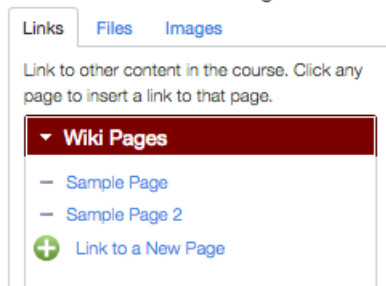 Links Files Images
Link to other content in the course. Click any
page to insert a link to that page.
Wiki Pages
Sample Page
Sample Page 2
Link to a New Page